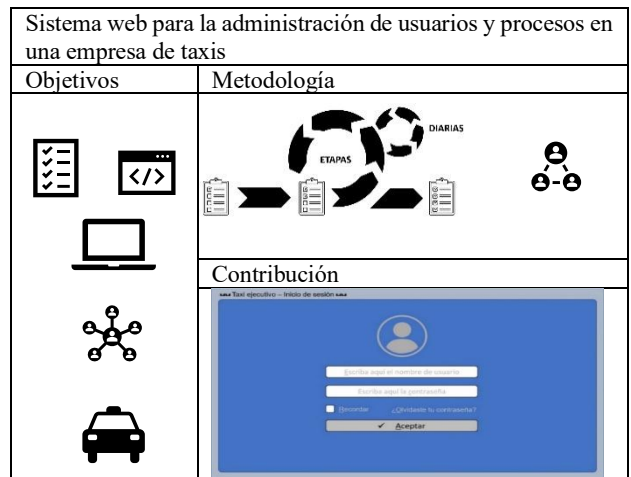 Sistema web para la administración de usuarios y procesos en
una empresa de taxis
Objetivos
Metodología
DIARIAS
ETAPAS
Contribución
Taxi ejecutivo – Inicio de sesión
Escriba aquí el nombre de usuario
Escriba aquí la contraseña
Recordar ¿Olvidaste tu contraseña?
Aceptar